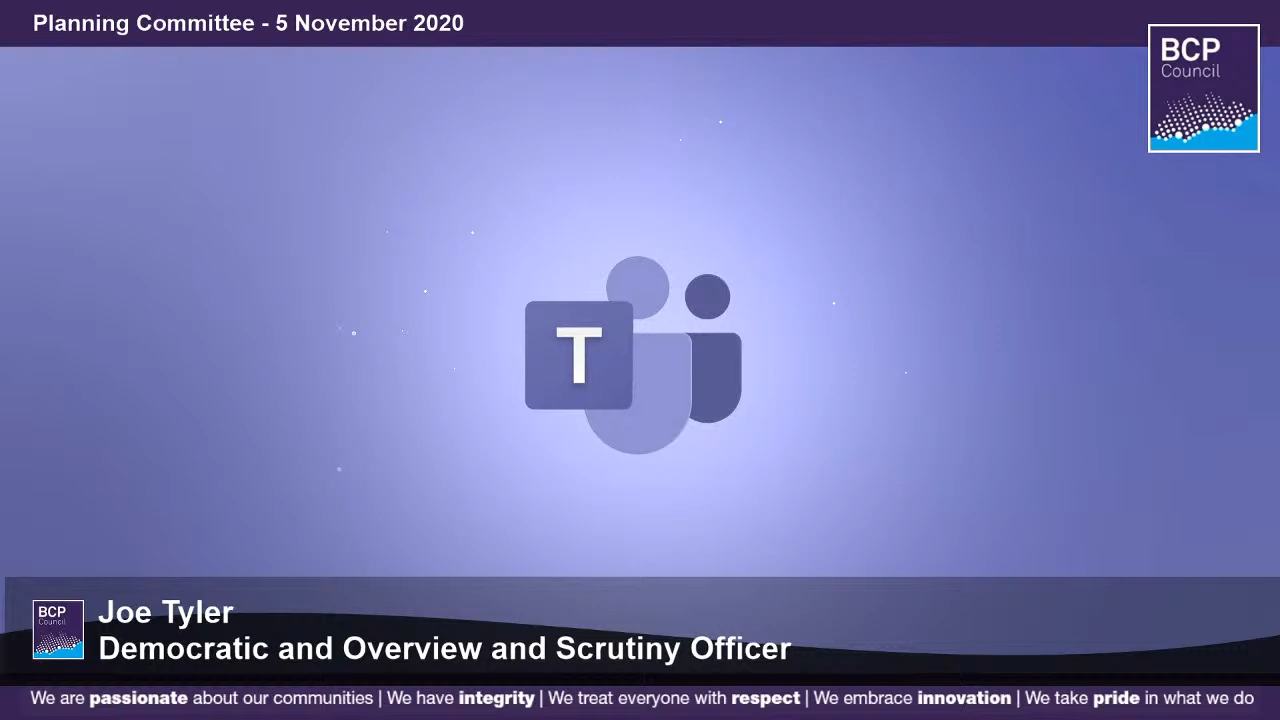 Planning Committee - 5 November 2020
BCP
Council
T
BCP
Council
Joe Tyler
Democratic and Overview and Scrutiny Officer
We are passionate about our communities | We have integrity | We treat everyone with respect | We embrace innovation | We take pride in what we do